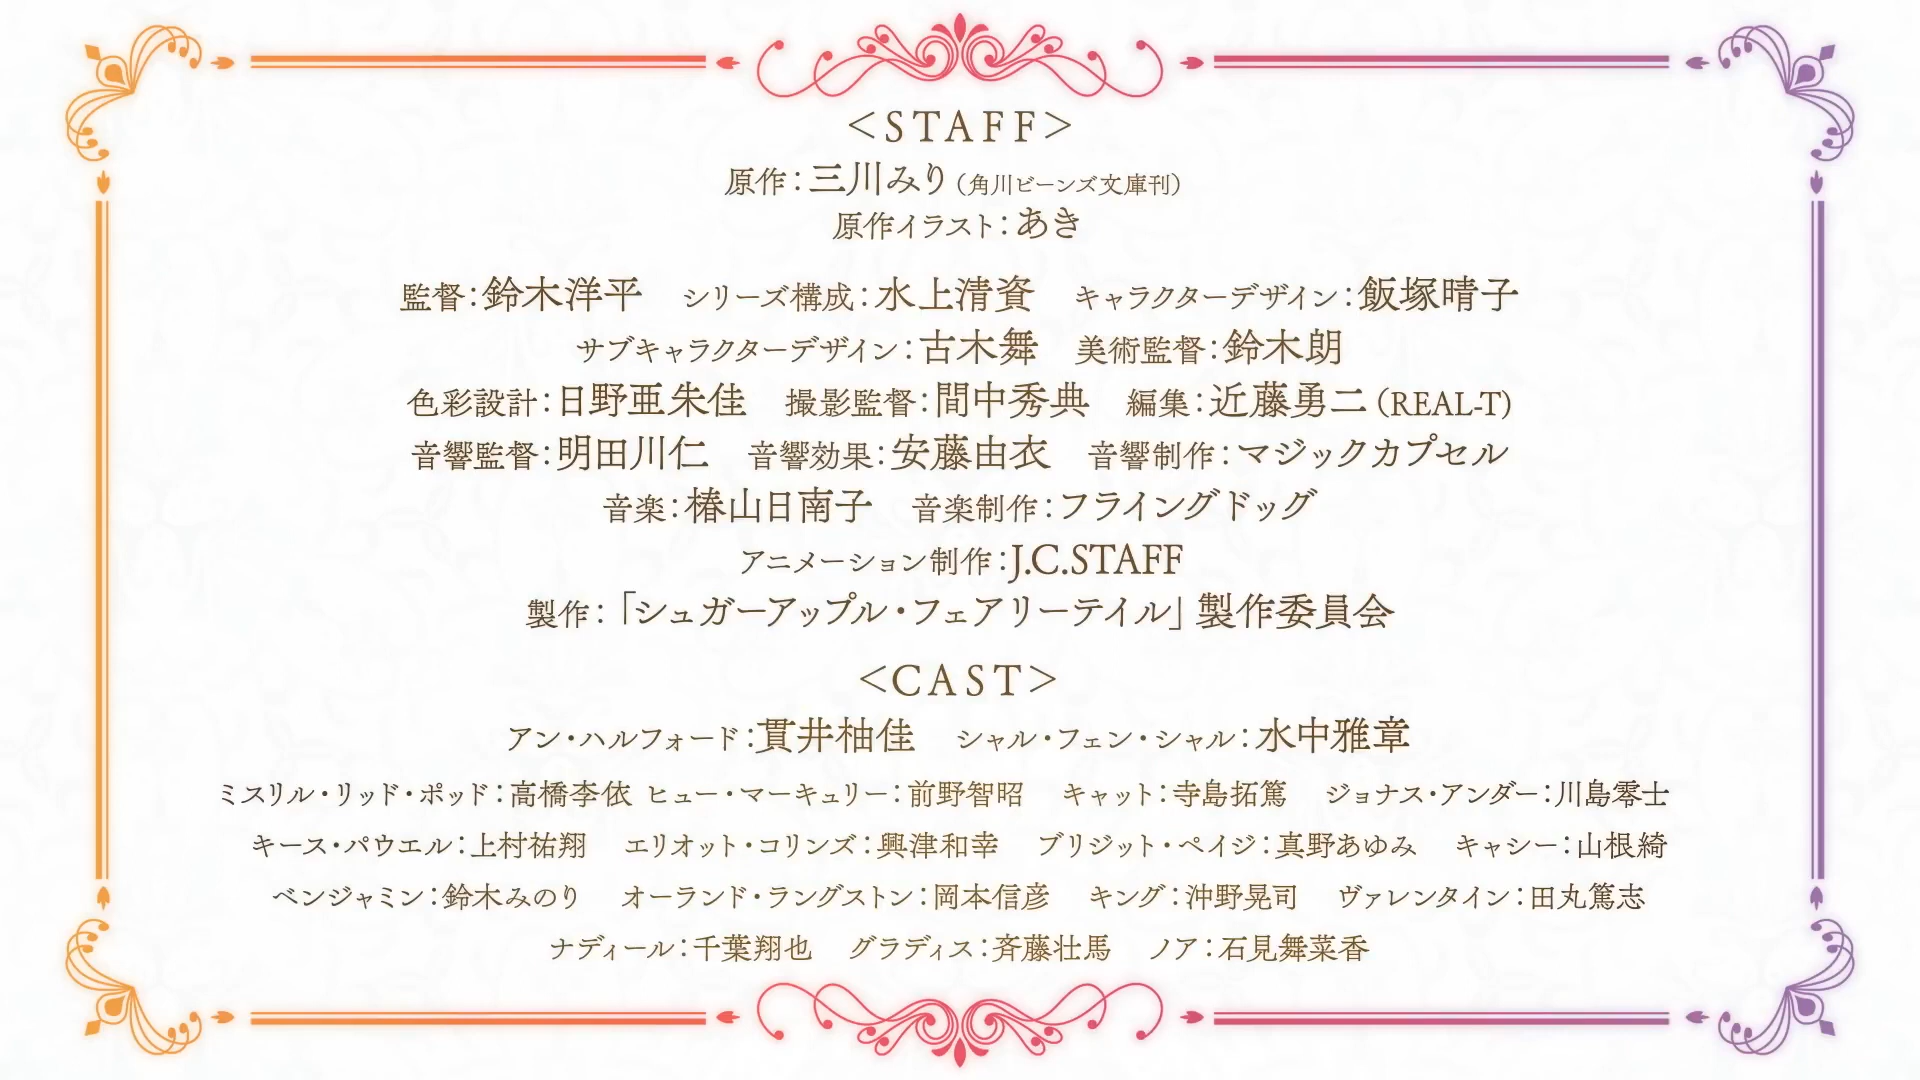 ＜STAFF＞
原作：三川みり（角川ビーンズ文庫刊）
原作イラスト：あき
監督：鈴木洋平　シリーズ構成：水上清資　キャラクターデザイン：飯塚晴子
サブキャラクターデザイン：古木舞　美術監督：鈴木朗
色彩設計：日野亜朱佳　撮影監督：間中秀典　編集：近藤勇二（REAL-T）
音響監督：明田川仁　音響効果：安藤由衣　音響制作：マジックカプセル
音楽：椿山日南子　音楽制作：フライングドッグ
アニメーション制作：J.C.STAFF
製作：「シュガーアップル・フェアリーテイル」製作委員会
＜CAST＞
アン・ハルフォード：貫井柚佳　シャル・フェン・シャル：水中雅章
ミスリル・リッド・ポッド：高橋李依　ヒュー・マーキュリー：前野智昭　キャット：寺島拓篤　ジョナス・アンダー：川島零士
キース・パウエル：上村祐翔　エリオット・コリンズ：興津和幸　ブリジット・ペイジ：真野あゆみ　キャシー：山根綺
ベンジャミン：鈴木みのり　オーランド・ラングストン：岡本信彦　キング：沖野晃司　ヴァレンタイン：田丸篤志
ナディール：千葉翔也　グラディス：斉藤壮馬　ノア：石見舞菜香